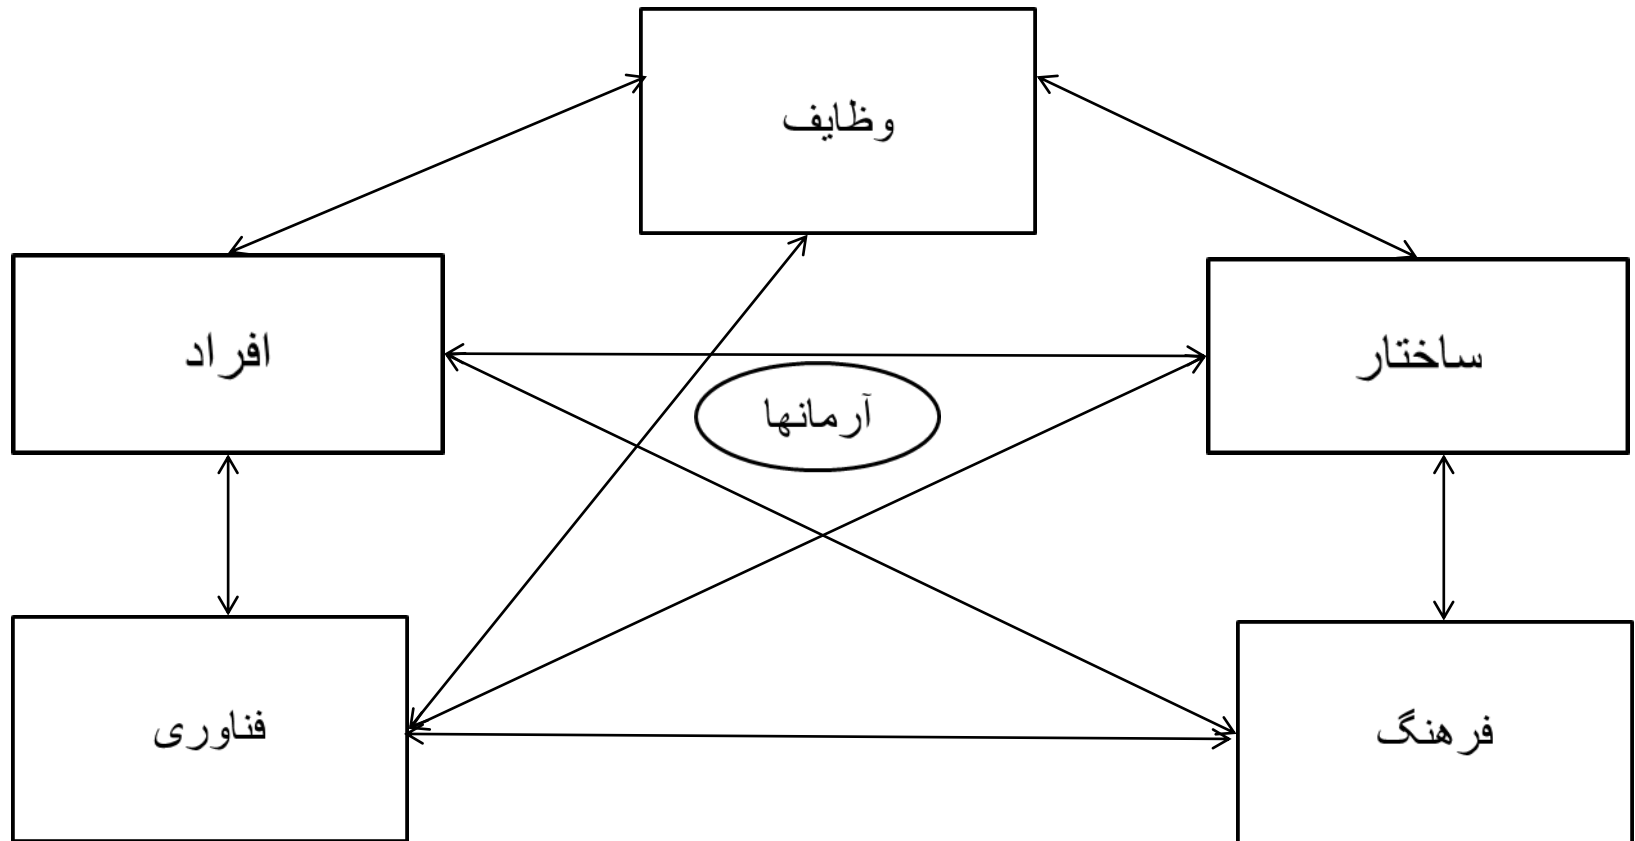 وظایف
ساختار
افراد
آرمانها
فرهنگ
فناوری